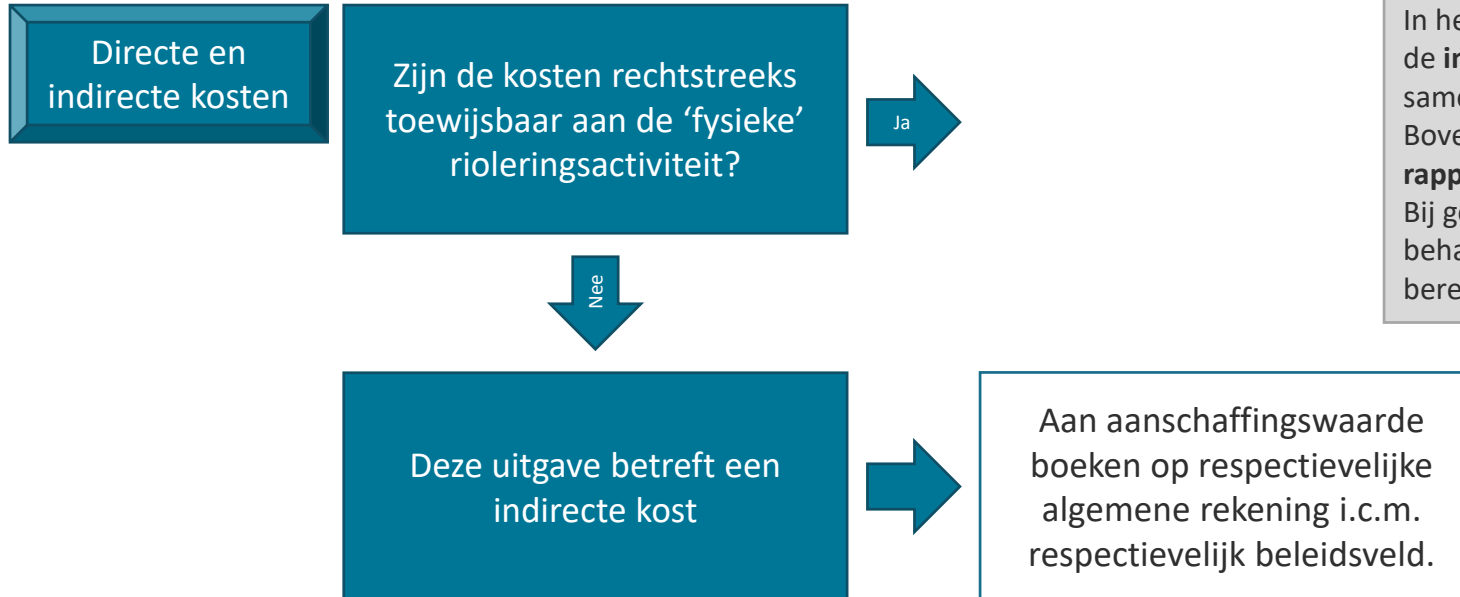 Directe en
indirecte kosten
Zijn de kosten rechtstreeks
toewijsbaar aan de ‘fysieke’
rioleringsactiviteit?
Ja
In he
de
same
Bove
rapp
Bij g
beha
bere
Nee
Deze uitgave betreft een
indirecte kost
Aan aanschaffingswaarde
boeken op respectievelijke
algemene rekening i.c.m.
respectievelijk beleidsveld.